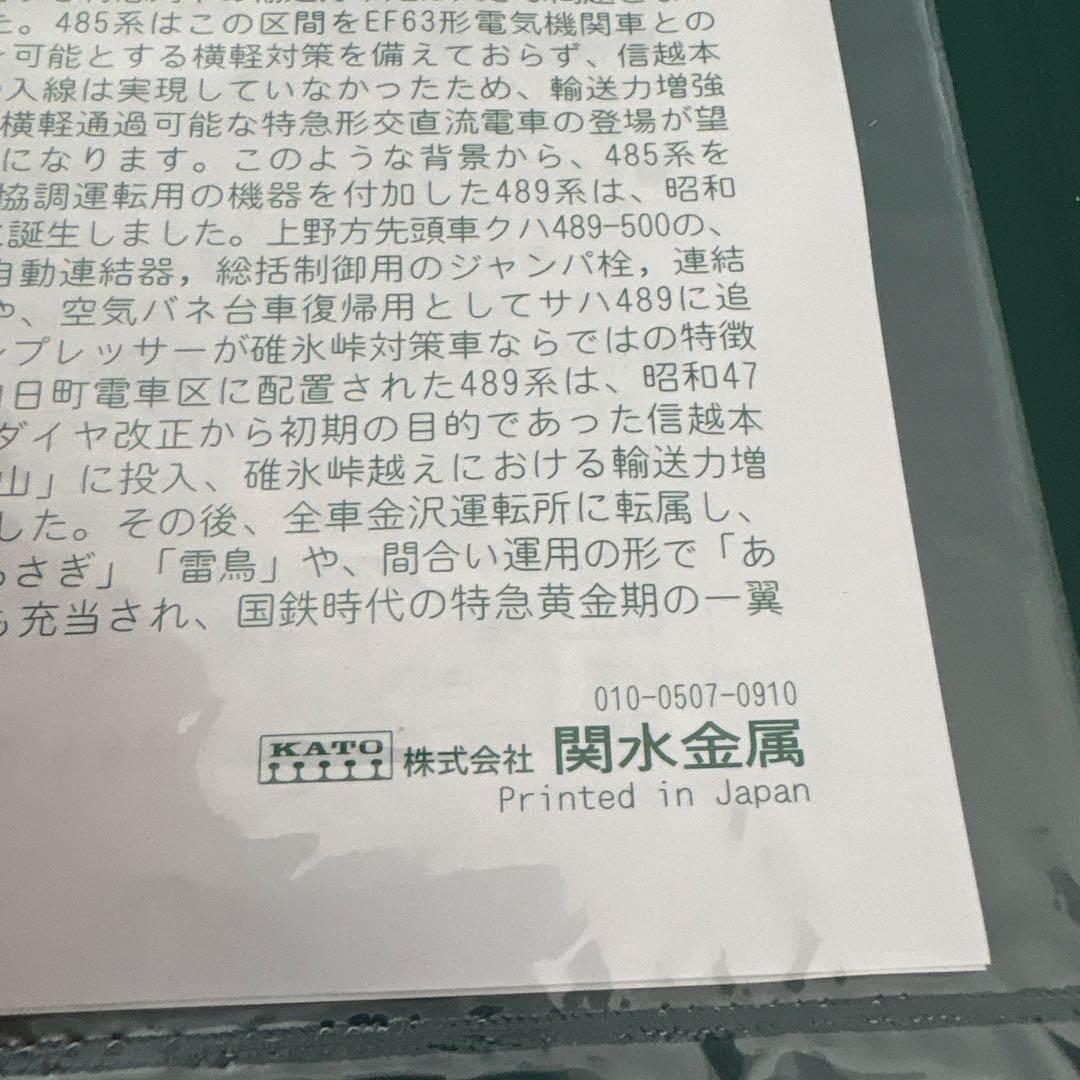 た。485系はこの区間をEF63形電気機関車との
可能とする横軽対策を備えておらず、信越本
入線は実現していなかったため、輸送力増強
横軽通過可能な特急形交直流電車の登場が望
になります。このような背景から、485系を
協調運転用の機器を付加した489系は、昭和
に誕生しました。上野方先頭車クハ489-500の、
自動連結器，総括制御用のジャンパ栓，連結
や、空気バネ台車復帰用としてサハ489に追
ンプレッサーが碓氷峠対策車ならではの特徴
向日町電車区に配置された489系は、昭和47
ダイヤ改正から初期の目的であった信越本
山」に投入、碓氷峠越えにおける輸送力増
した。その後、全車金沢運転所に転属し、
らさぎ」「雷鳥」や、間合い運用の形で「あ
も充当され、国鉄時代の特急黄金期の一翼
010-0507-0910
KATO 株式会社 関水金属
Printed in Japan